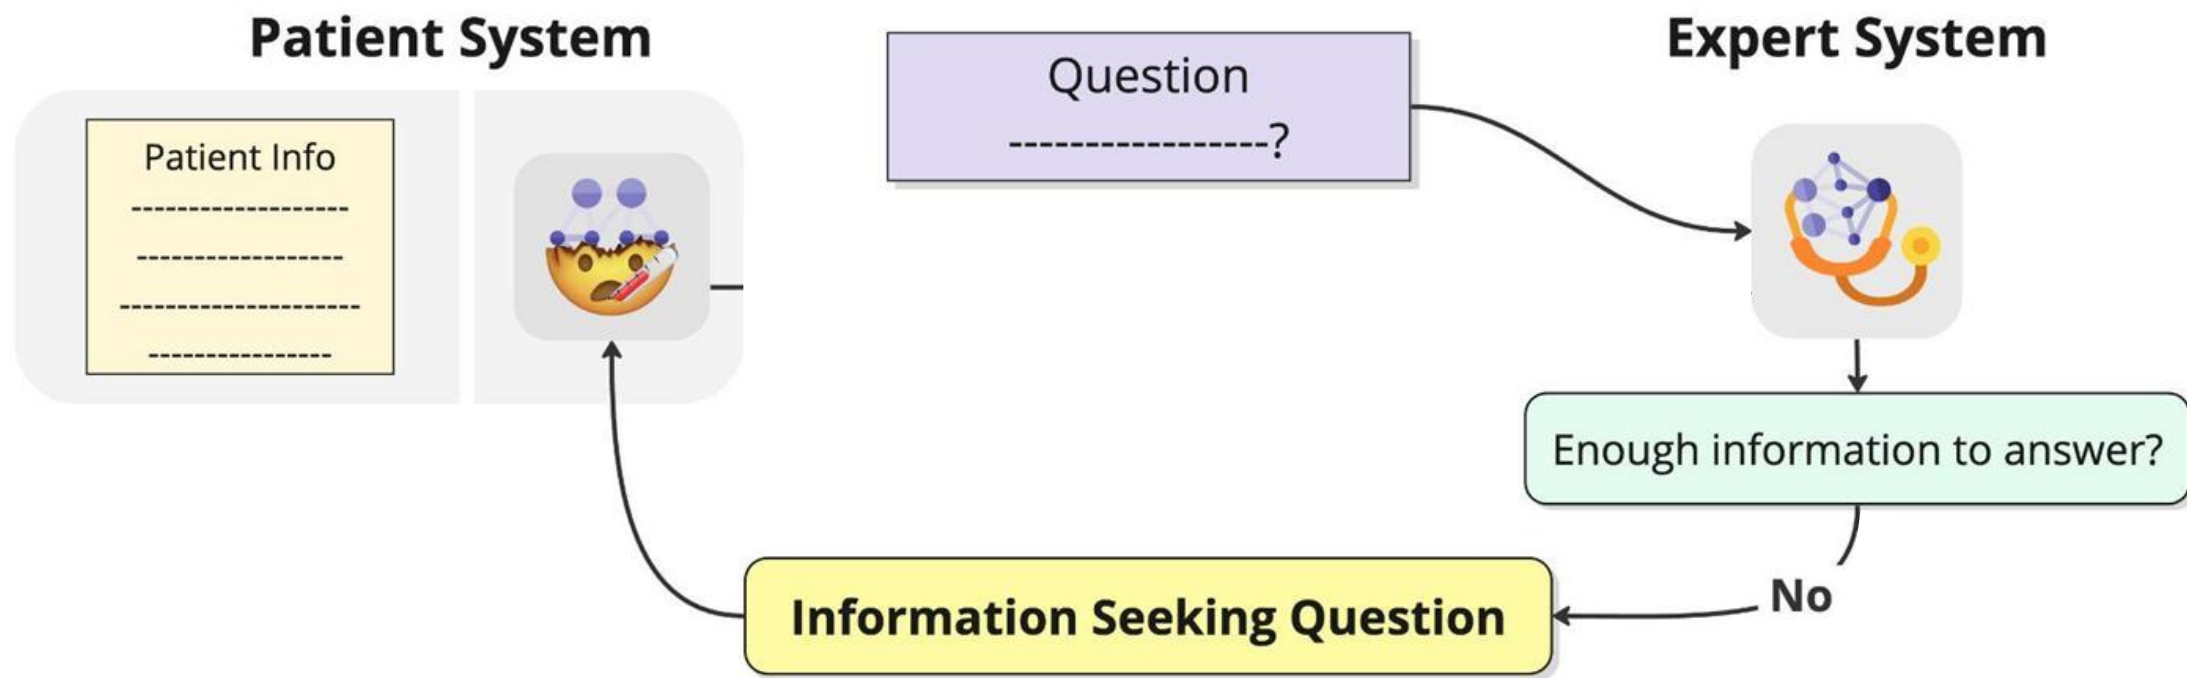 Patient System
Patient Info
-------------------
------------------
---------------------
----------------
Question
-----------------?
Expert System
Enough information to answer?
No
Information Seeking Question